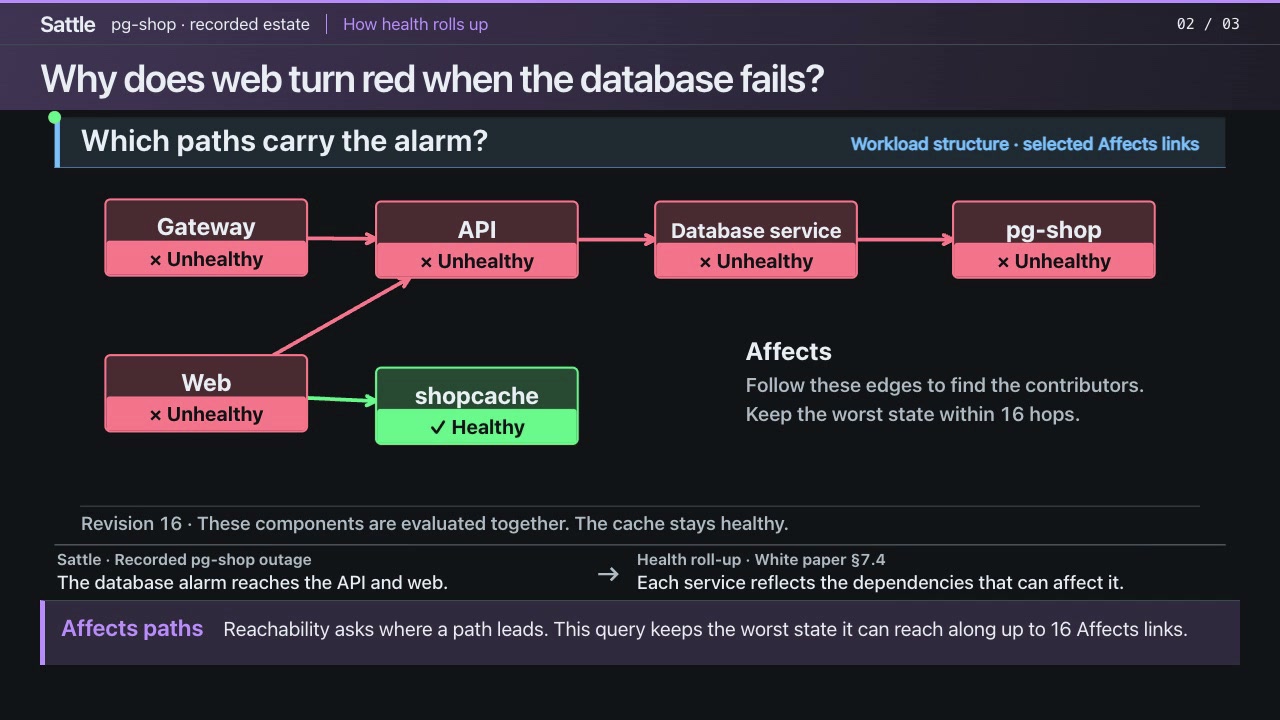 Sattle pg-shop · recorded estate | How health rolls up 02 / 03
Why does web turn red when the database fails?
Which paths carry the alarm? Workload structure · selected Affects links
Gateway
× Unhealthy
API
× Unhealthy
Database service
× Unhealthy
pg-shop
× Unhealthy
Web
× Unhealthy
shopcache
✓ Healthy
Affects
Follow these edges to find the contributors.
Keep the worst state within 16 hops.
Revision 16 · These components are evaluated together. The cache stays healthy.
Sattle · Recorded pg-shop outage
The database alarm reaches the API and web.
→
Health roll-up · White paper §7.4
Each service reflects the dependencies that can affect it.
Affects paths Reachability asks where a path leads. This query keeps the worst state it can reach along up to 16 Affects links.